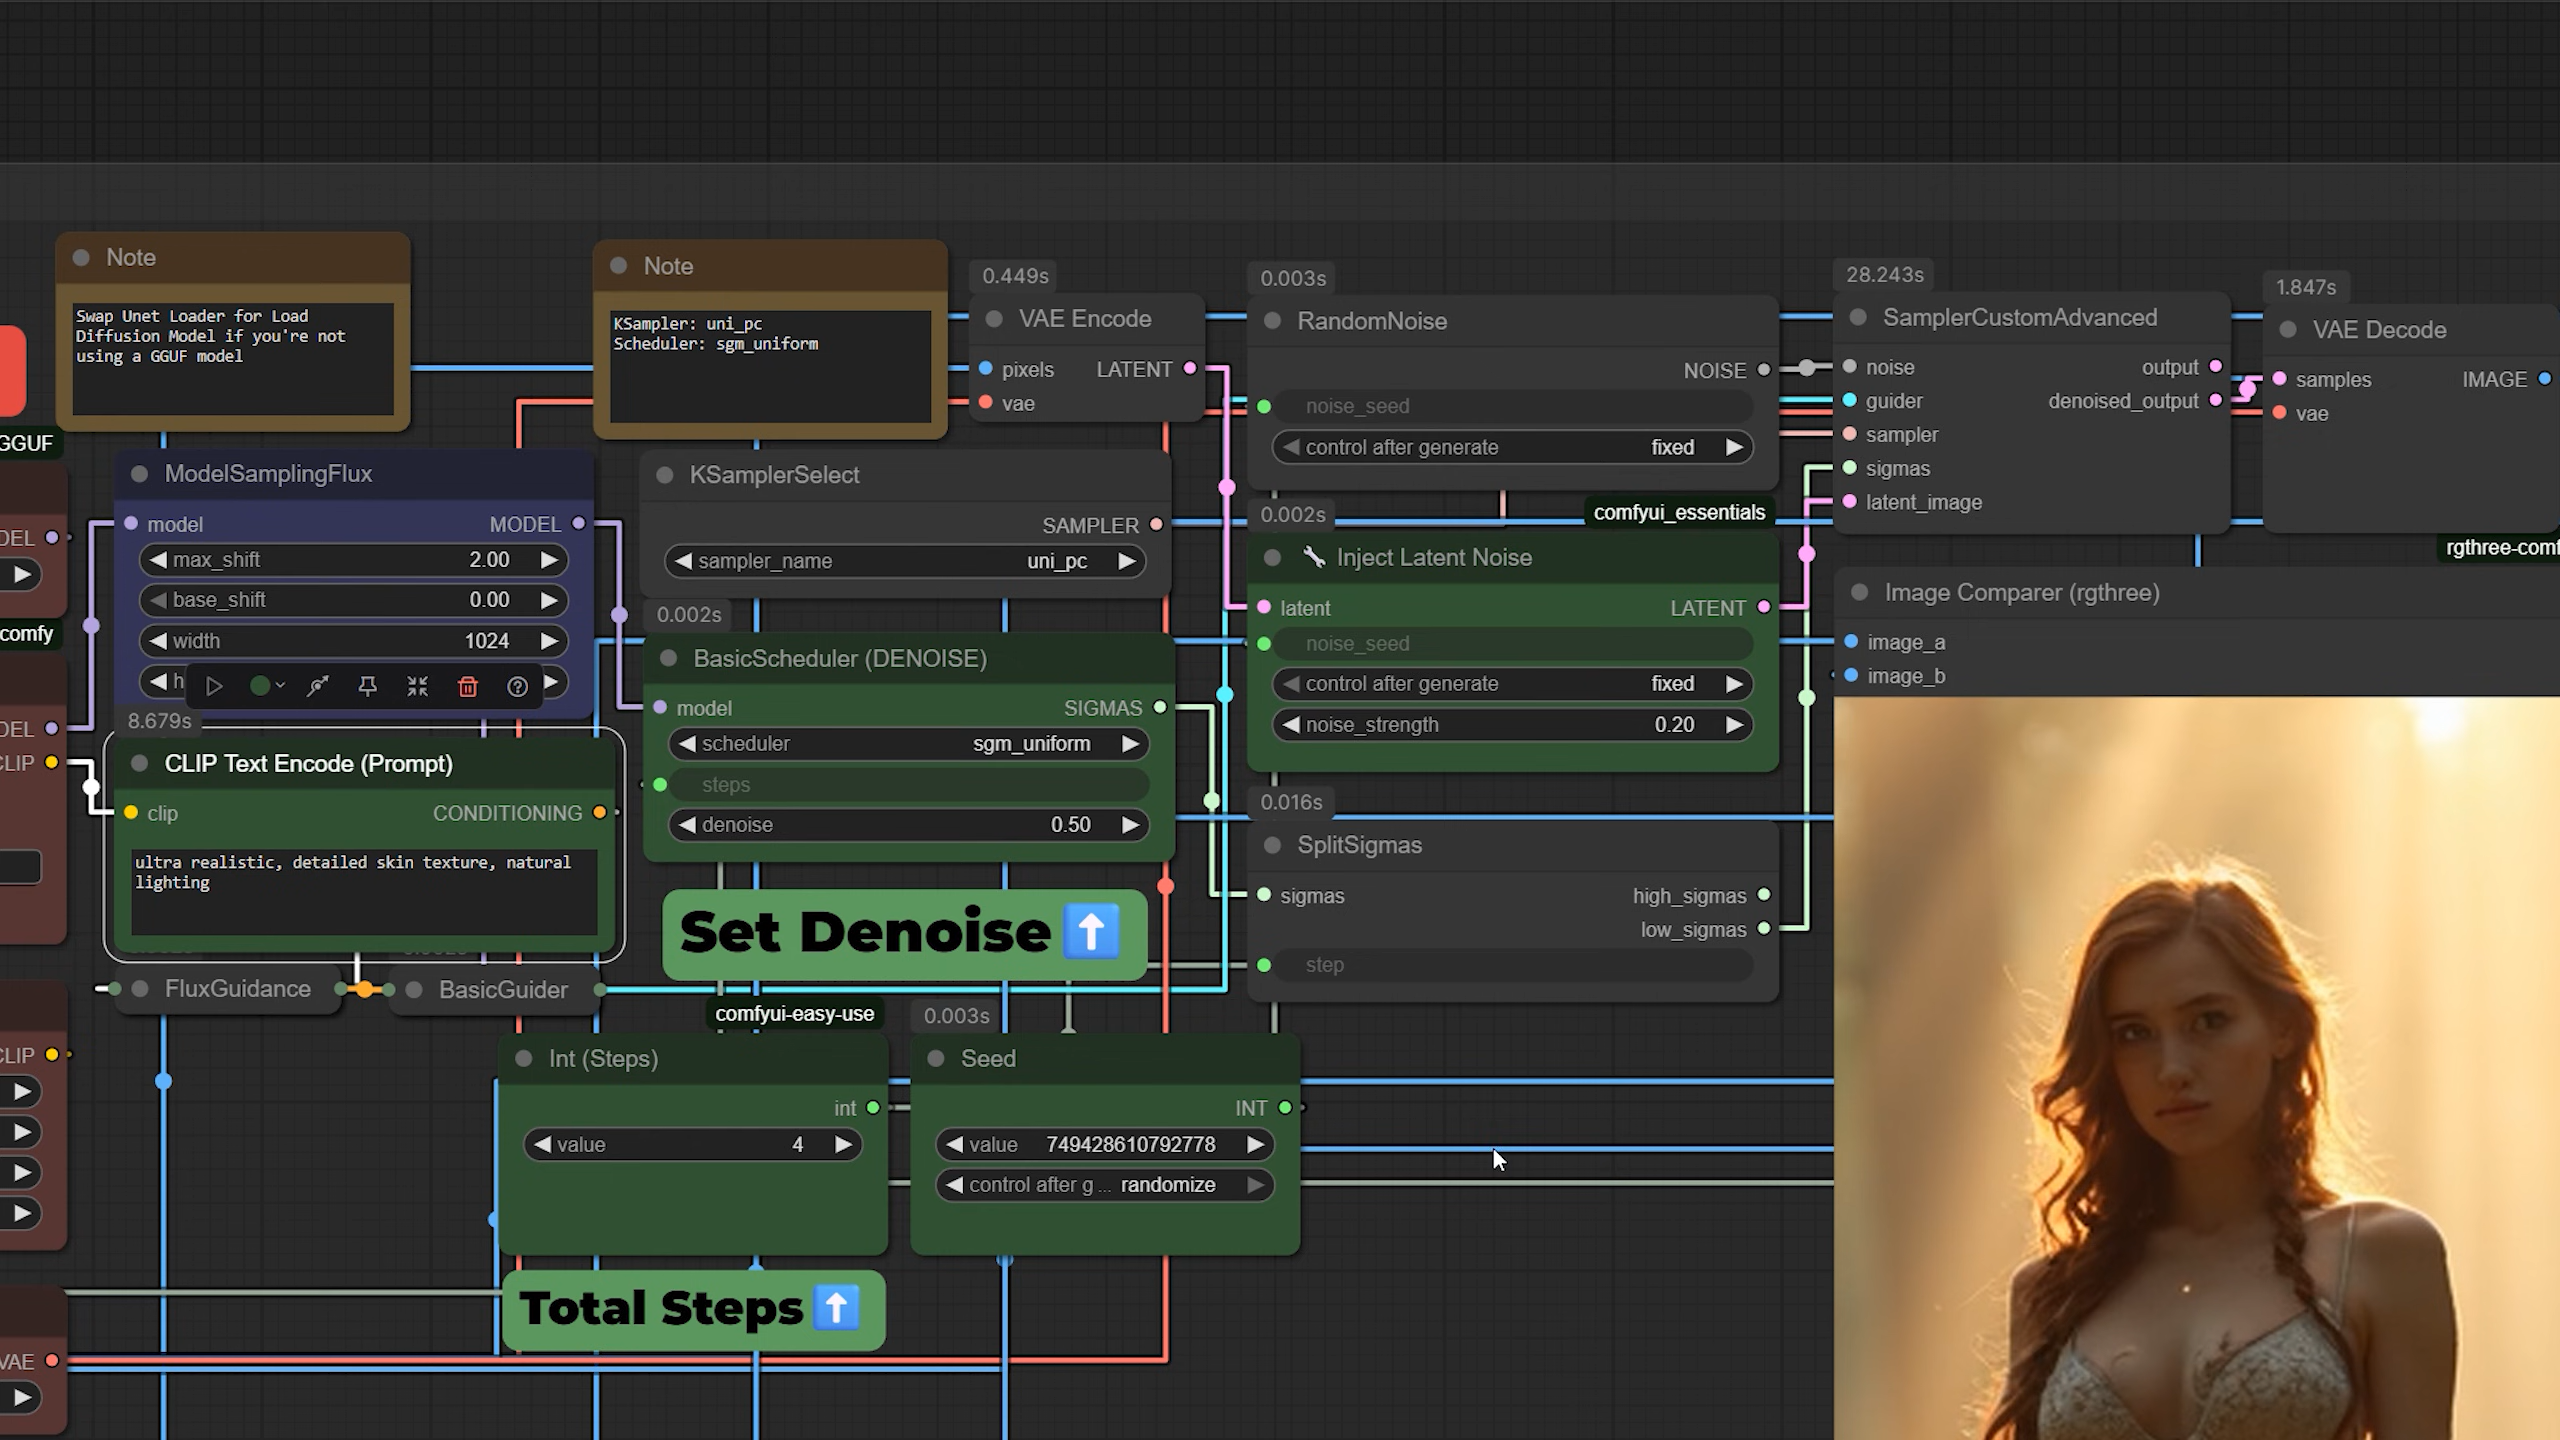 Note
Swap Unet Loader for Load
Diffusion Model if you're not
using a GGUF model
Note
KSampler: uni_pc
Scheduler: sgm_uniform
0.449s
VAE Encode
pixels LATENT
vae
0.003s
RandomNoise
NOISE
noise_seed
control after generate fixed
28.243s
SamplerCustomAdvanced
noise output
guider denoised_output
sampler
sigmas
latent_image
1.847s
VAE Decode
samples IMAGE
vae
GGUF
ModelSamplingFlux
model MODEL
max_shift 2.00
base_shift 0.00
width 1024
h
KSamplerSelect
SAMPLER
sampler_name uni_pc
0.002s
comfyui_essentials
Inject Latent Noise
latent LATENT
noise_seed
control after generate fixed
noise_strength 0.20
rgthree-comf
Image Comparer (rgthree)
image_a
image_b
DEL
comfy
DEL
CLIP
0.002s
BasicScheduler (DENOISE)
model SIGMAS
scheduler sgm_uniform
steps
denoise 0.50
8.679s
CLIP Text Encode (Prompt)
clip CONDITIONING
ultra realistic, detailed skin texture, natural
lighting
0.016s
SplitSigmas
sigmas high_sigmas
low_sigmas
step
Set Denoise
FluxGuidance
BasicGuider
comfyui-easy-use
0.003s
CLIP
Int (Steps)
int
value 4
Seed
INT
value 749428610792778
control after g ... randomize
Total Steps
VAE